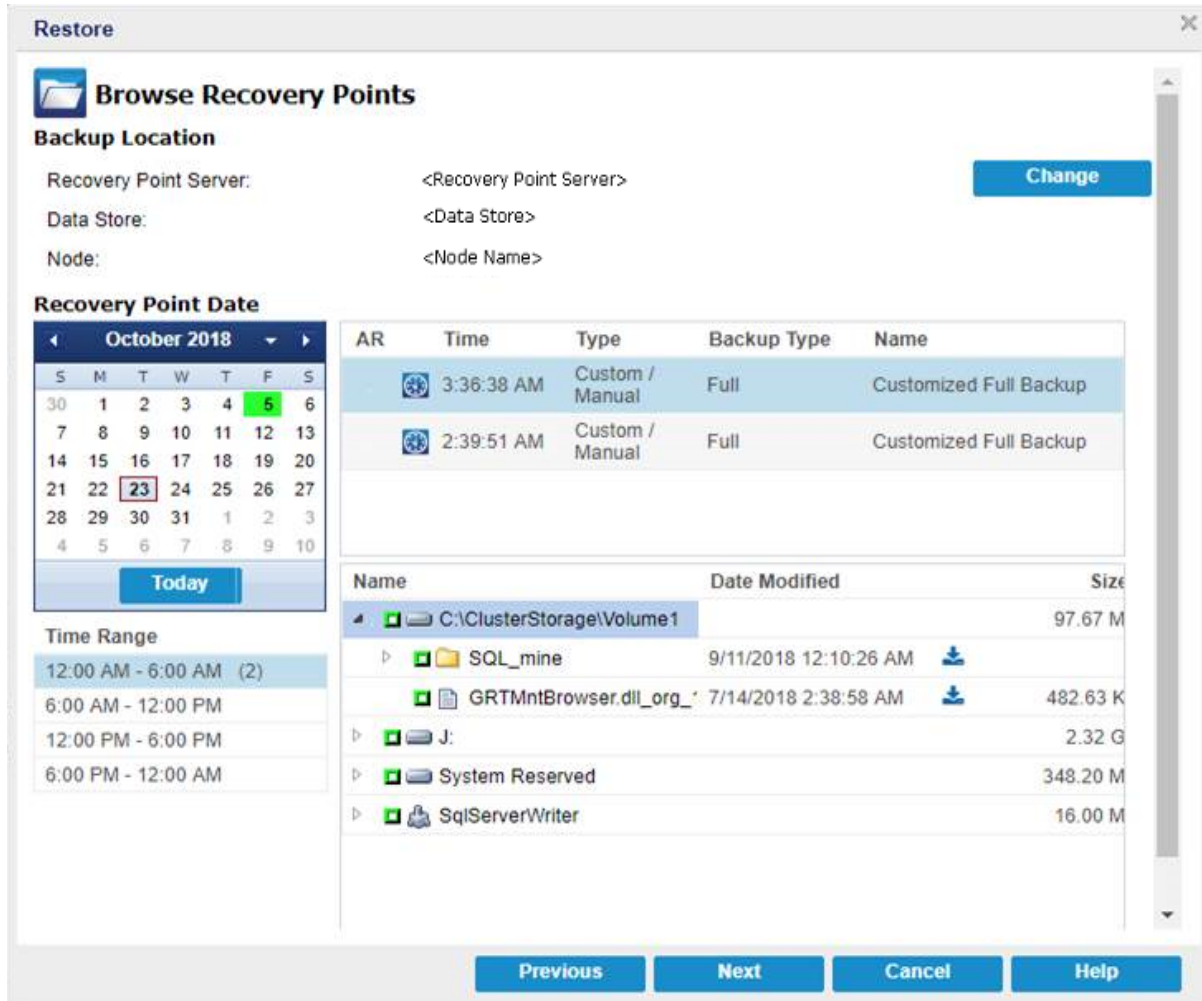 Restore
Browse Recovery Points
Backup Location
Recovery Point Server: <Recovery Point Server> Change
Data Store: <Data Store>
Node: <Node Name>
Recovery Point Date
October 2018
S M T W T F S
30 1 2 3 4 5 6
7 8 9 10 11 12 13
14 15 16 17 18 19 20
21 22 23 24 25 26 27
28 29 30 31 1 2 3
4 5 6 7 8 9 10
Today
Time Range
12:00 AM - 6:00 AM (2)
6:00 AM - 12:00 PM
12:00 PM - 6:00 PM
6:00 PM - 12:00 AM
AR Time Type Backup Type Name
3:36:38 AM Custom / Manual Full Customized Full Backup
2:39:51 AM Custom / Manual Full Customized Full Backup
Name Date Modified Size
C:\ClusterStorage\Volume1 97.67 M
SQL_mine 9/11/2018 12:10:26 AM
GRTMntBrowser.dll_org_ 7/14/2018 2:38:58 AM 482.63 K
J: 2.32 G
System Reserved 348.20 M
SqlServerWriter 16.00 M
Previous Next Cancel Help